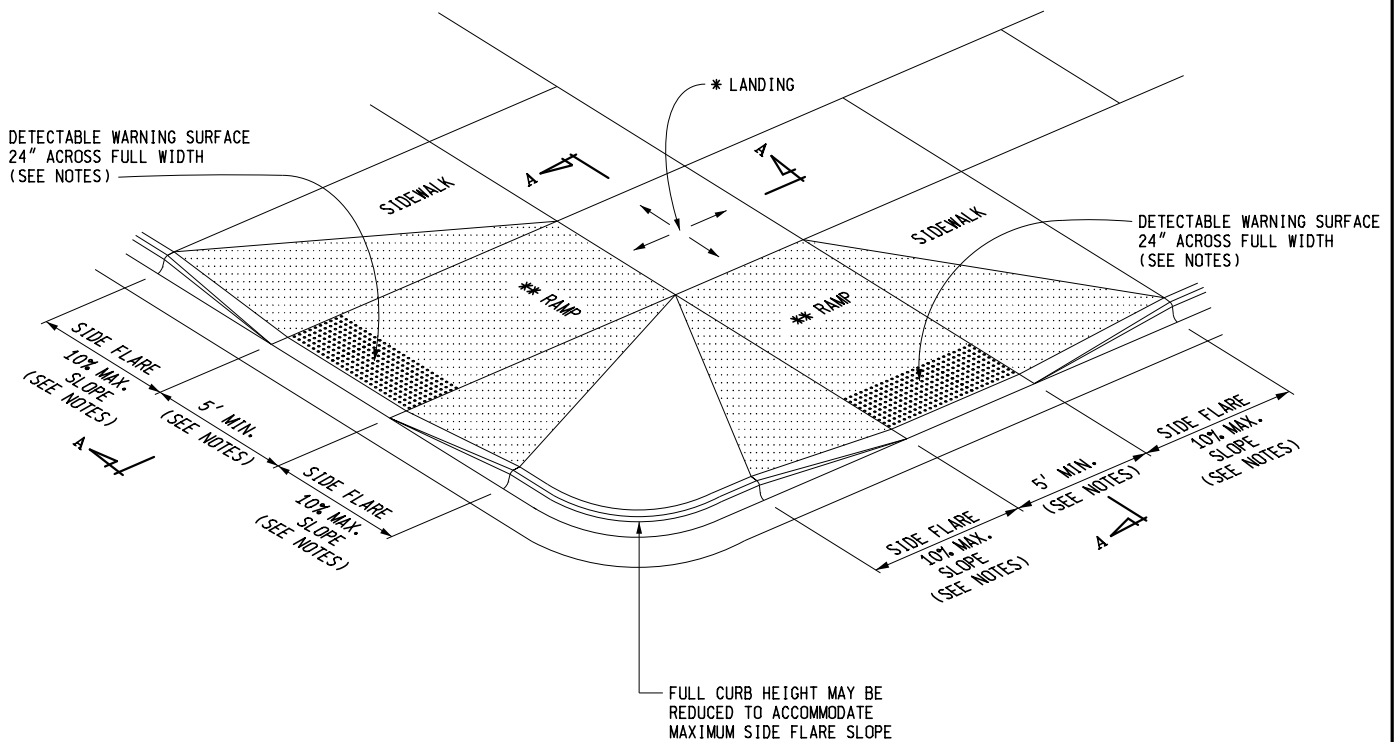 * LANDING
DETECTABLE WARNING SURFACE
24" ACROSS FULL WIDTH
(SEE NOTES)
A
A
SIDEWALK
SIDEWALK
DETECTABLE WARNING SURFACE
24" ACROSS FULL WIDTH
(SEE NOTES)
** RAMP
** RAMP
SIDE FLARE
10% MAX.
SLOPE
(SEE NOTES)
5' MIN.
(SEE NOTES)
SIDE FLARE
10% MAX.
SLOPE
(SEE NOTES)
A
SIDE FLARE
10% MAX.
SLOPE
(SEE NOTES)
5' MIN.
(SEE NOTES)
SIDE FLARE
10% MAX.
SLOPE
(SEE NOTES)
A
FULL CURB HEIGHT MAY BE
REDUCED TO ACCOMMODATE
MAXIMUM SIDE FLARE SLOPE